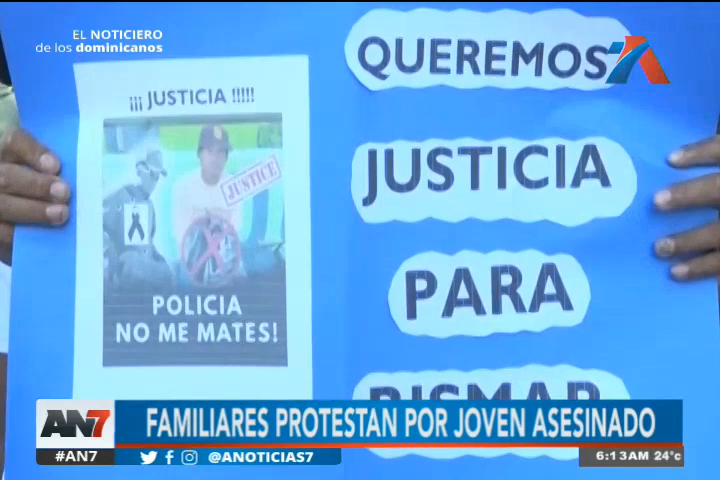 EL NOTICIERO
de los dominicanos
¡¡¡ JUSTICIA !!!!!
JUSTICE
POLICIA
NO ME MATES!
QUEREMOS
JUSTICIA
PARA
BISMAR
AN7
FAMILIARES PROTESTAN POR JOVEN ASESINADO
#AN7
@ANOTICIAS7
6:13AM 24°c